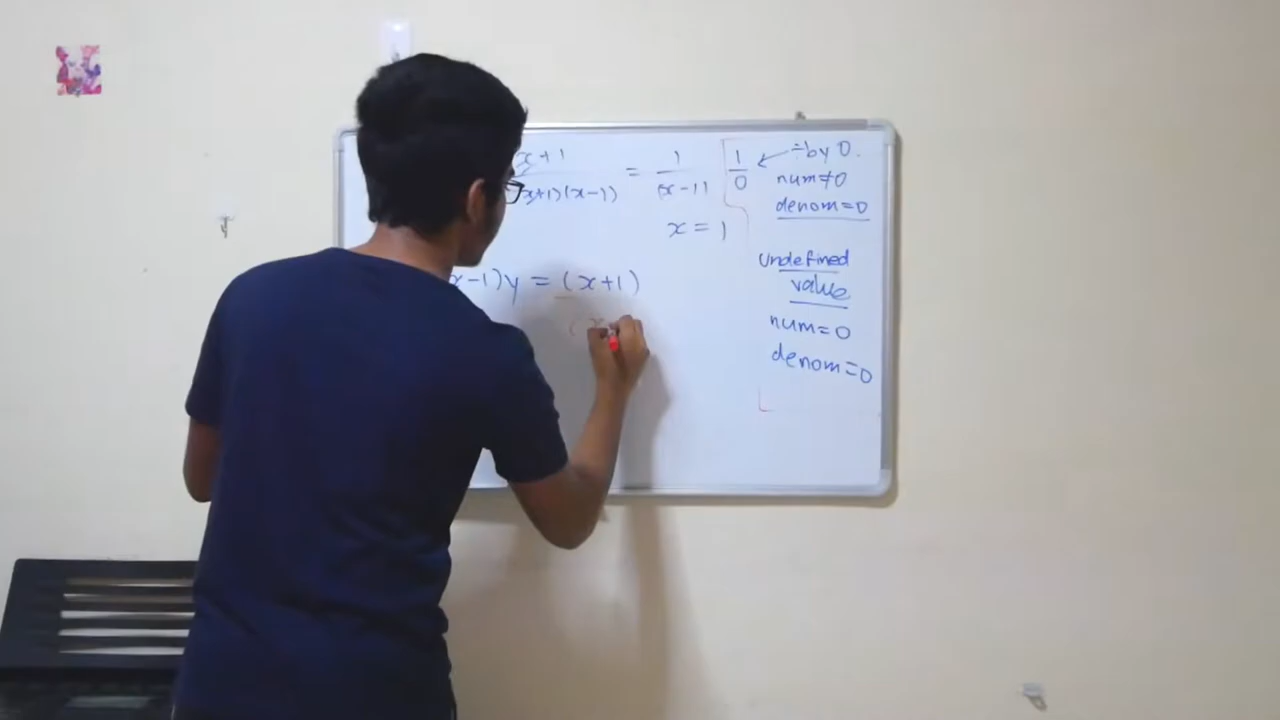 x+1
x+1)(x-1)
= 1
(x-1)
x = 1
1
0
÷by 0.
num≠0
denom=0
x-1)y = (x+1)
(x
undefined
value
num=0
denom=0